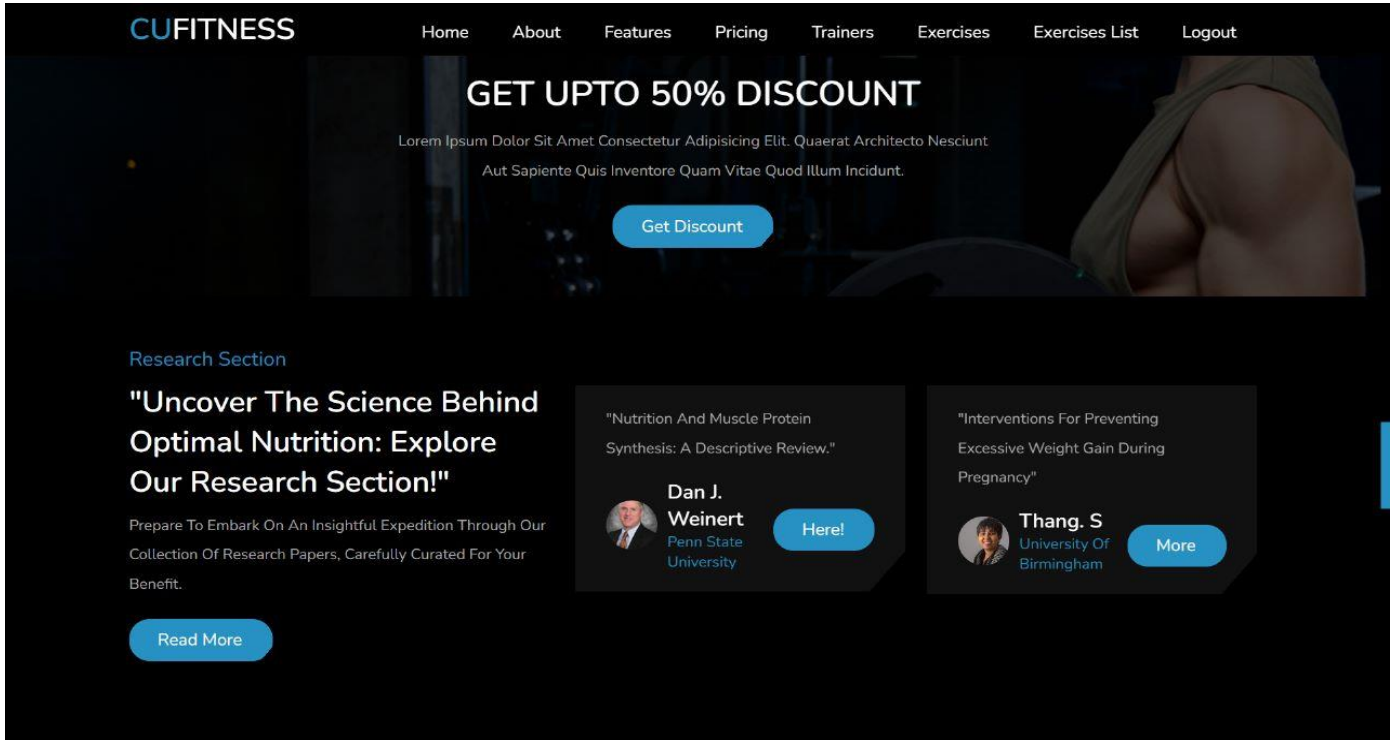 CUFITNESS
Home About Features Pricing Trainers Exercises Exercises List Logout
GET UPTO 50% DISCOUNT
Lorem Ipsum Dolor Sit Amet Consectetur Adipisicing Elit. Quaerat Architecto Nesciunt
Aut Sapiente Quis Inventore Quam Vitae Quod Illum Incidunt.
Get Discount
Research Section
"Uncover The Science Behind
Optimal Nutrition: Explore
Our Research Section!"
Prepare To Embark On An Insightful Expedition Through Our
Collection Of Research Papers, Carefully Curated For Your
Benefit.
Read More
"Nutrition And Muscle Protein
Synthesis: A Descriptive Review."
Dan J.
Weinert
Penn State
University
Here!
"Interventions For Preventing
Excessive Weight Gain During
Pregnancy"
Thang. S
University Of
Birmingham
More